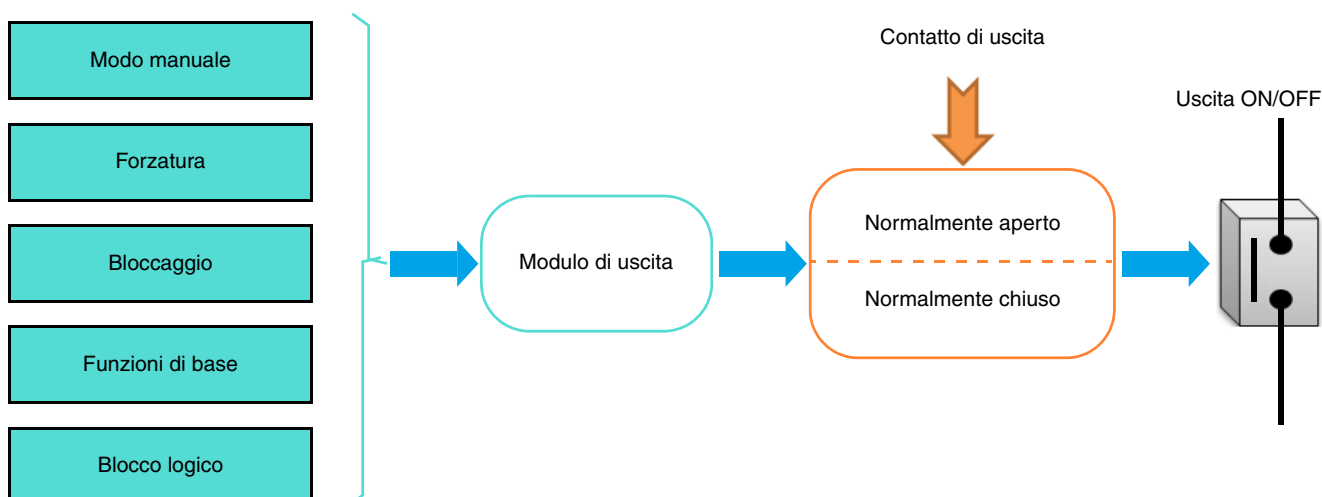 Modo manuale
Forzatura
Bloccaggio
Funzioni di base
Blocco logico
Modulo di uscita
Contatto di uscita
Normalmente aperto
Normalmente chiuso
Uscita ON/OFF